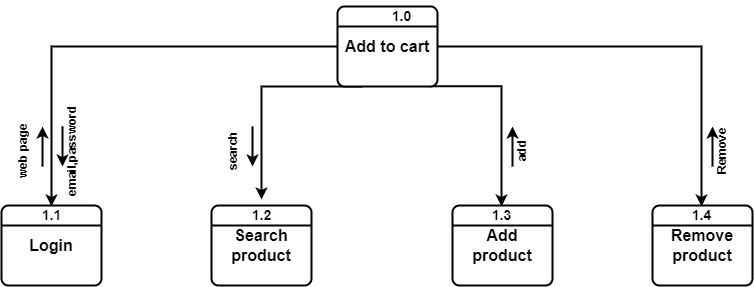 1.0
Add to cart
web page
email,password
search
add
Remove
1.1
Login
1.2
Search
product
1.3
Add
product
1.4
Remove
product